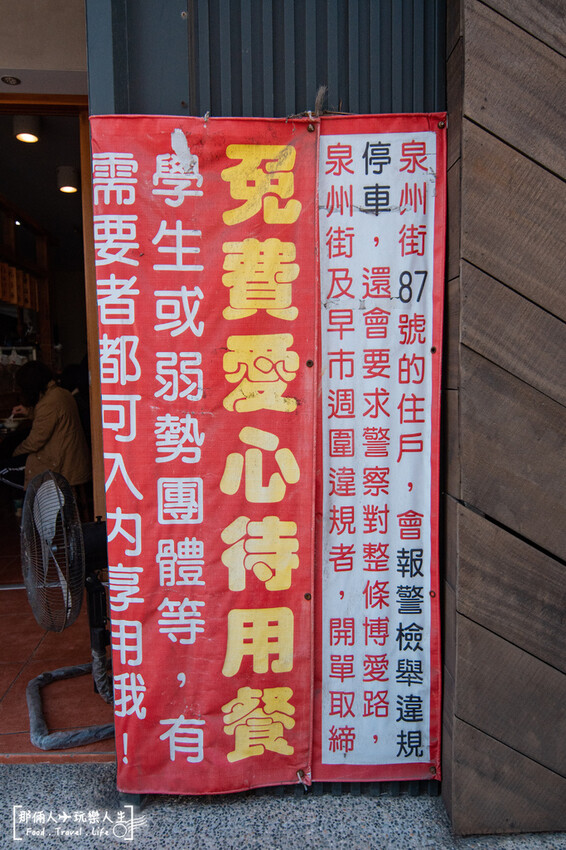 泉州街87號的住戶，會報警檢舉違規
停車，還會要求警察對整條博愛路，
泉州街及早市週圍違規者，開單取締
免費愛心待用餐
學生或弱勢團體等，有
需要者都可入內享用我！
那倆人玩樂人生
Food . Travel . Life